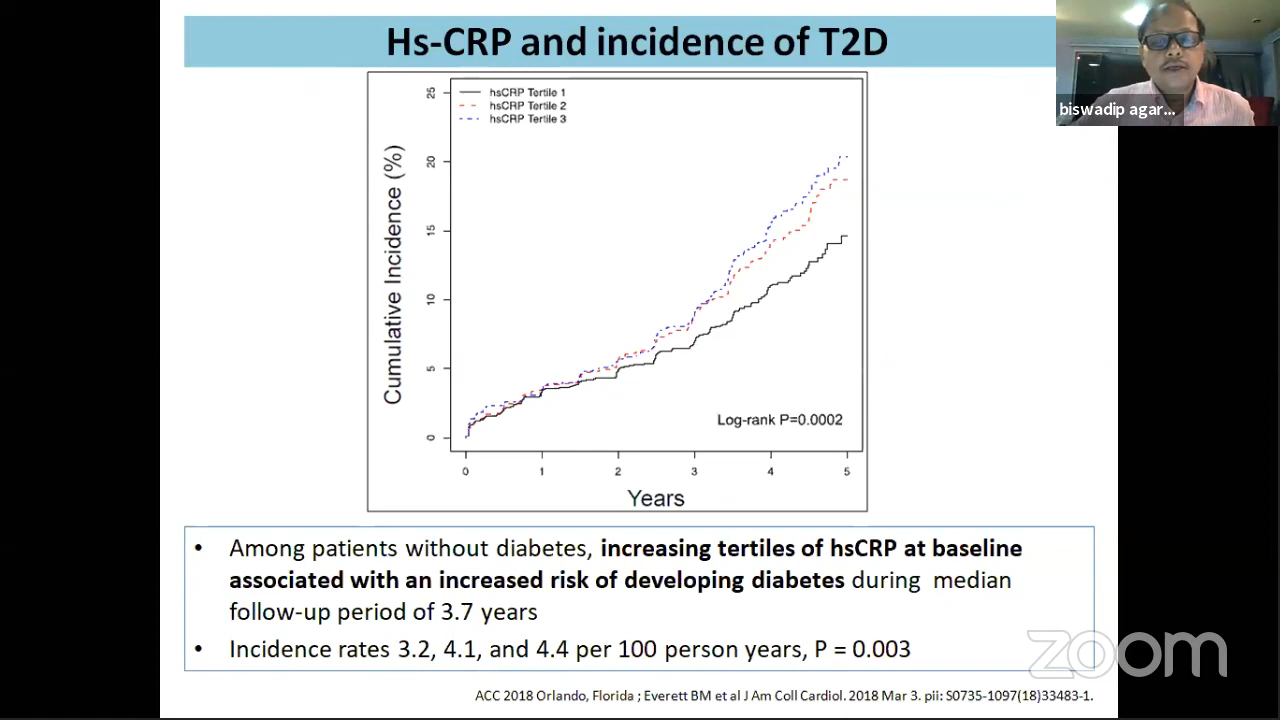 Hs-CRP and incidence of T2D
biswadip agar...
hsCRP Tertile 1
hsCRP Tertile 2
hsCRP Tertile 3
Cumulative Incidence (%)
25
20
15
10
5
0
Log-rank P=0.0002
0 1 2 3 4 5
Years
• Among patients without diabetes, increasing tertiles of hsCRP at baseline
associated with an increased risk of developing diabetes during median
follow-up period of 3.7 years
• Incidence rates 3.2, 4.1, and 4.4 per 100 person years, P = 0.003
zoom
ACC 2018 Orlando, Florida ; Everett BM et al J Am Coll Cardiol. 2018 Mar 3. pii: S0735-1097(18)33483-1.